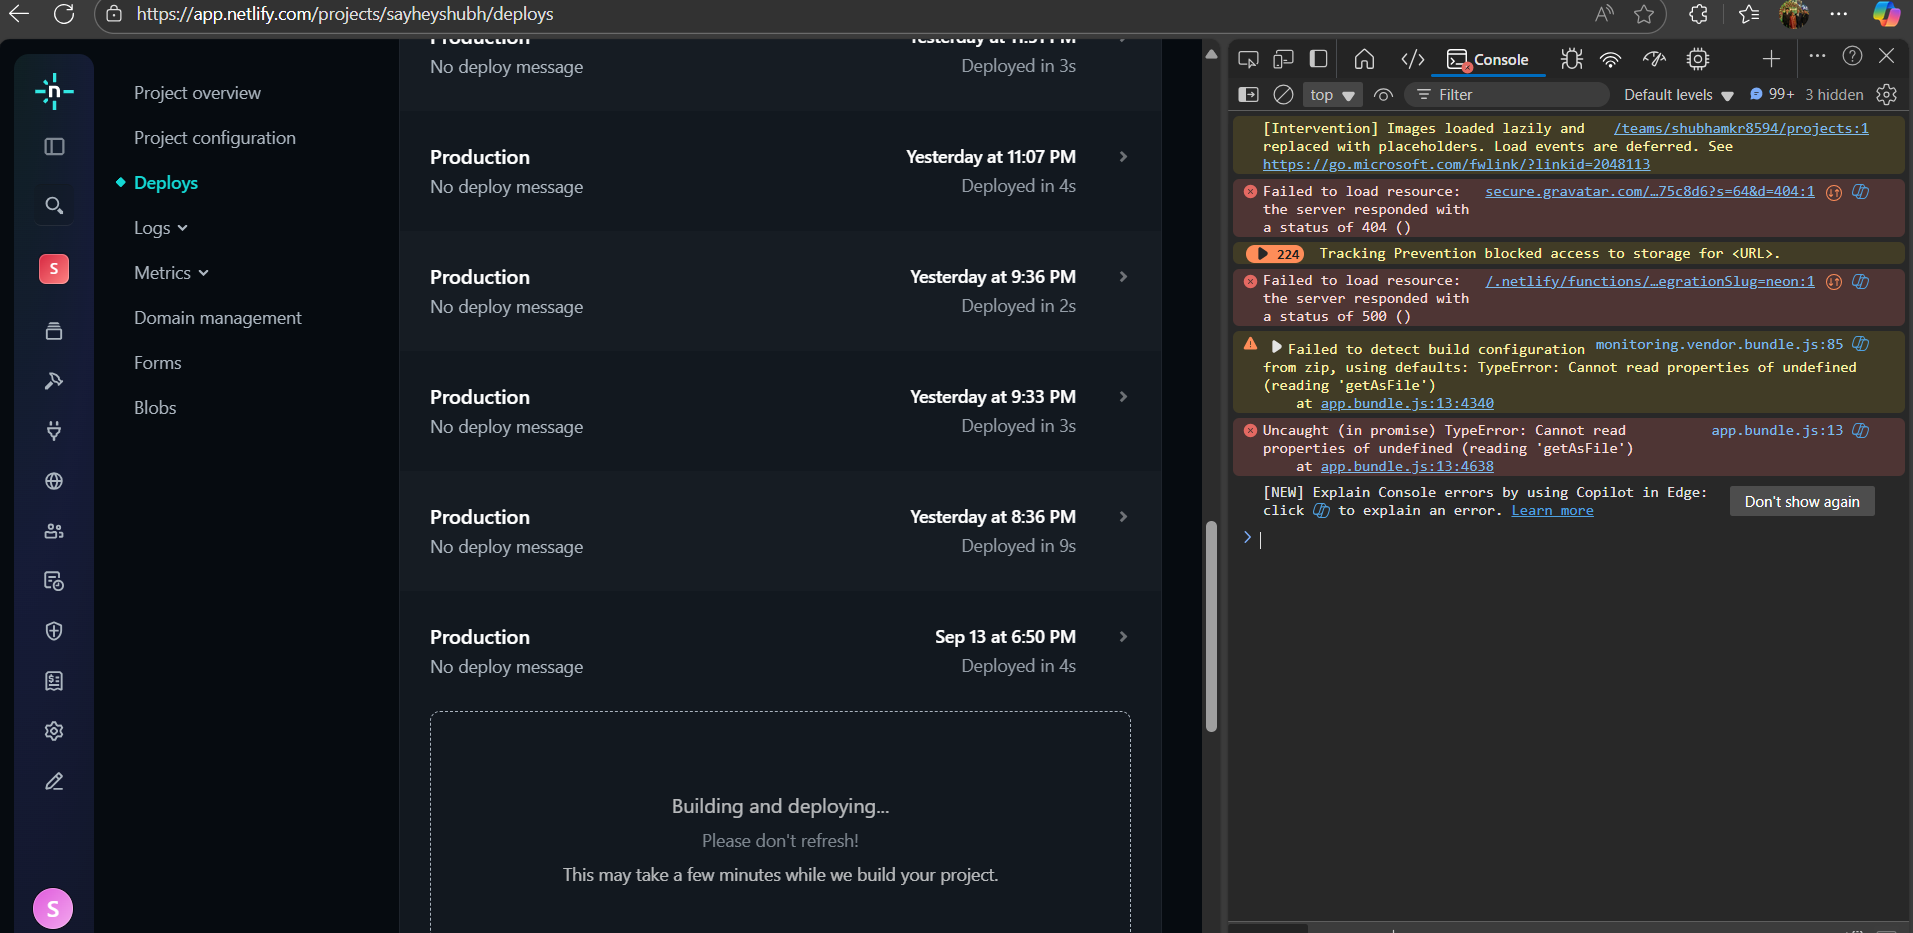 https://app.netlify.com/projects/sayheyshubh/deploys
n
S
S
Project overview
Project configuration
Deploys
Logs
Metrics
Domain management
Forms
Blobs
Production
Yesterday at 11:51 PM
No deploy message
Deployed in 3s
Production
Yesterday at 11:07 PM
No deploy message
Deployed in 4s
Production
Yesterday at 9:36 PM
No deploy message
Deployed in 2s
Production
Yesterday at 9:33 PM
No deploy message
Deployed in 3s
Production
Yesterday at 8:36 PM
No deploy message
Deployed in 9s
Production
Sep 13 at 6:50 PM
No deploy message
Deployed in 4s
Building and deploying...
Please don't refresh!
This may take a few minutes while we build your project.
Console
top
Filter
Default levels
99+
3 hidden
[Intervention] Images loaded lazily and /teams/shubhamkr8594/projects:1
replaced with placeholders. Load events are deferred. See
https://go.microsoft.com/fwlink/?linkid=2048113
Failed to load resource: secure.gravatar.com/…75c8d6?s=64&d=404:1
the server responded with
a status of 404 ()
224 Tracking Prevention blocked access to storage for <URL>.
Failed to load resource: /.netlify/functions/…egrationSlug=neon:1
the server responded with
a status of 500 ()
Failed to detect build configuration monitoring.vendor.bundle.js:85
from zip, using defaults: TypeError: Cannot read properties of undefined
(reading 'getAsFile')
at app.bundle.js:13:4340
Uncaught (in promise) TypeError: Cannot read app.bundle.js:13
properties of undefined (reading 'getAsFile')
at app.bundle.js:13:4638
[NEW] Explain Console errors by using Copilot in Edge:
click to explain an error. Learn more
Don't show again